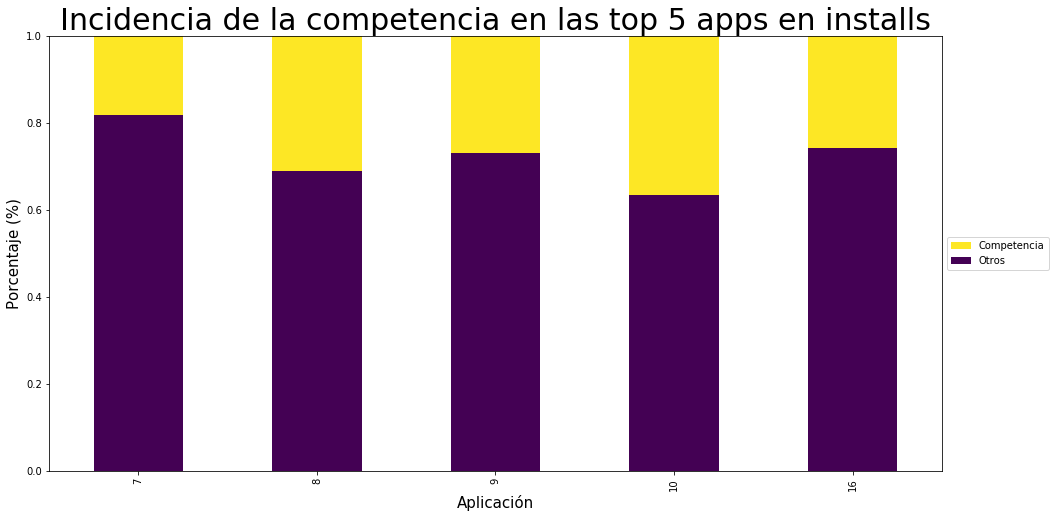 Incidencia de la competencia en las top 5 apps en installs
Porcentaje (%)
1.0
0.8
0.6
0.4
0.2
0.0
7
8
9
10
16
Aplicación
Competencia
Otros